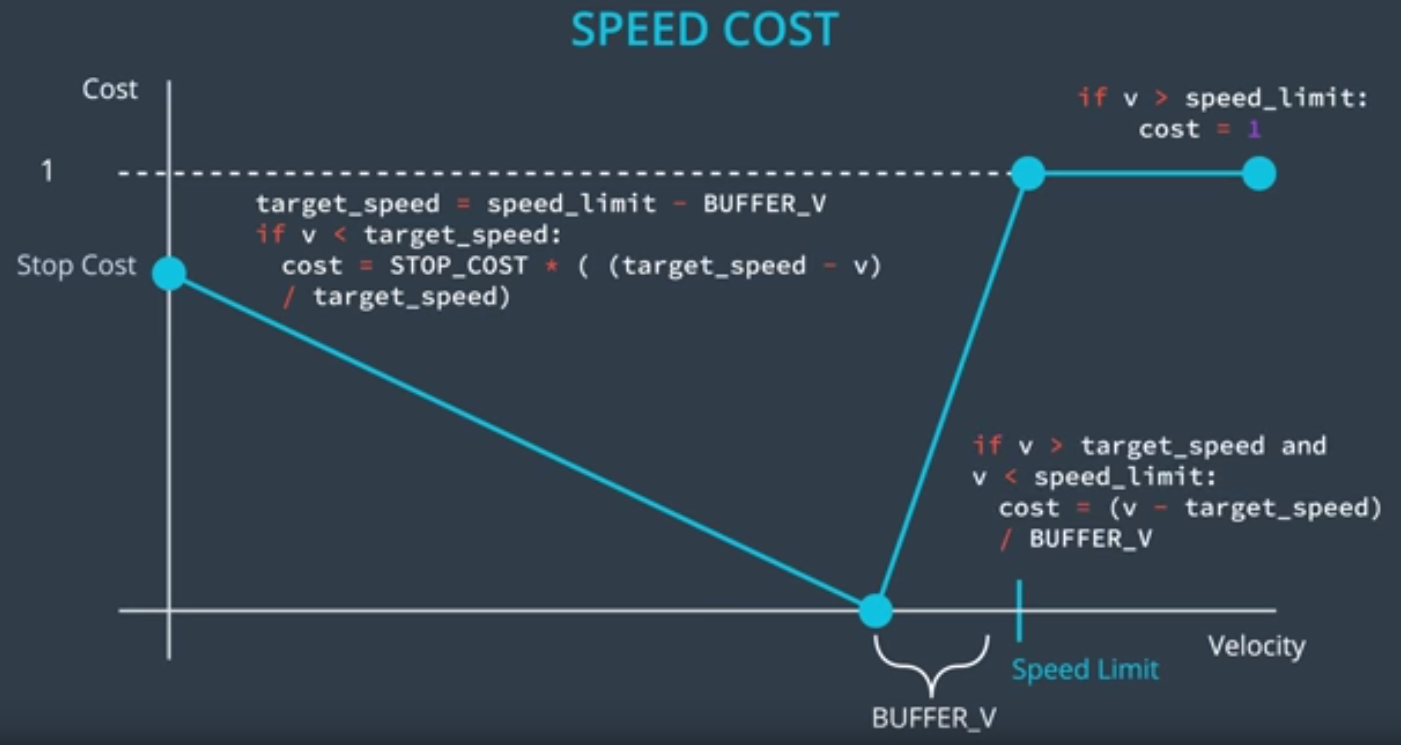 SPEED COST
Cost
if v > speed_limit:
cost = 1
1
target_speed = speed_limit - BUFFER_V
if v < target_speed:
cost = STOP_COST * ( (target_speed - v)
/ target_speed)
Stop Cost
if v > target_speed and
v < speed_limit:
cost = (v - target_speed)
/ BUFFER_V
Velocity
Speed Limit
BUFFER_V